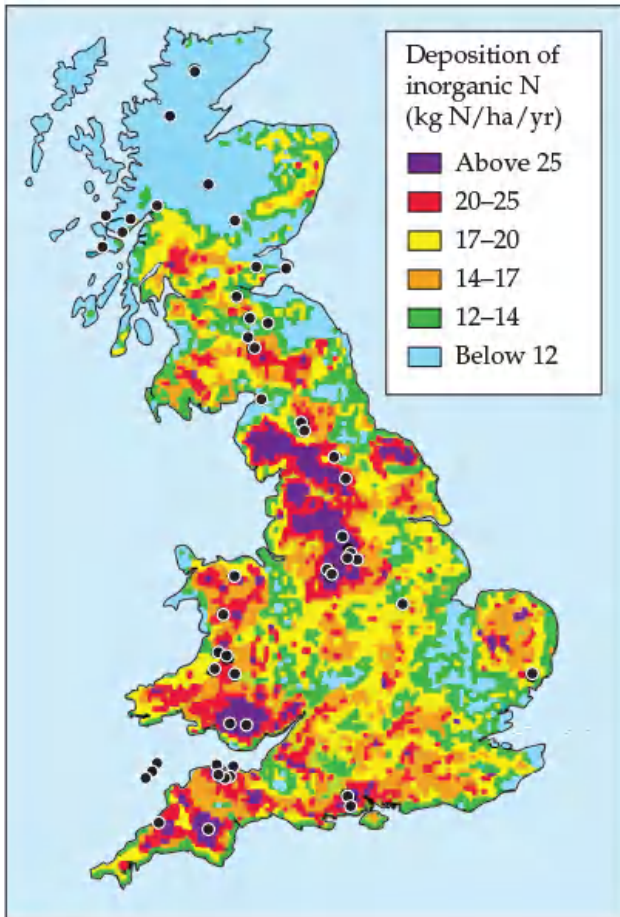 Deposition of
inorganic N
(kg N/ha/yr)
Above 25
20–25
17–20
14–17
12–14
Below 12